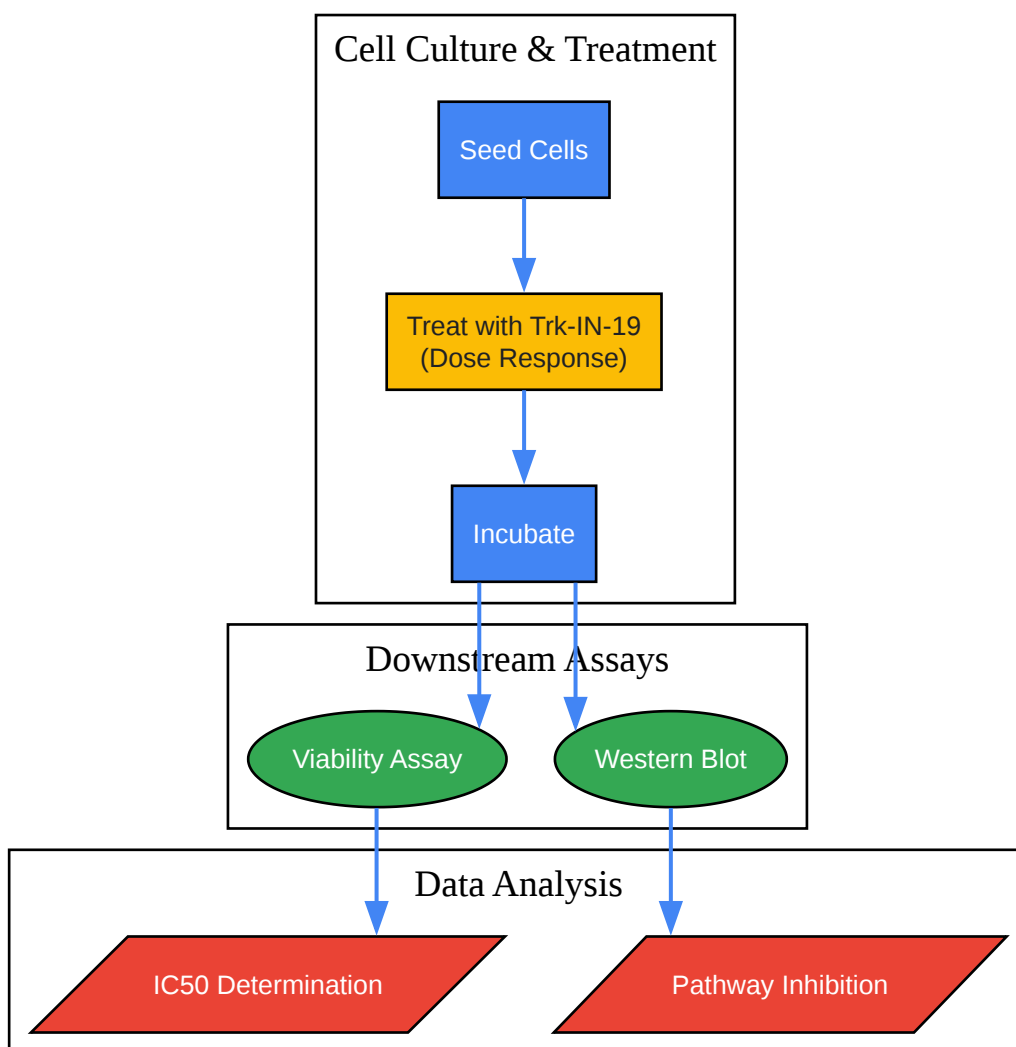 Cell Culture & Treatment
Seed Cells
Treat with Trk-IN-19
(Dose Response)
Incubate
Downstream Assays
Viability Assay
Western Blot
Data Analysis
IC50 Determination
Pathway Inhibition